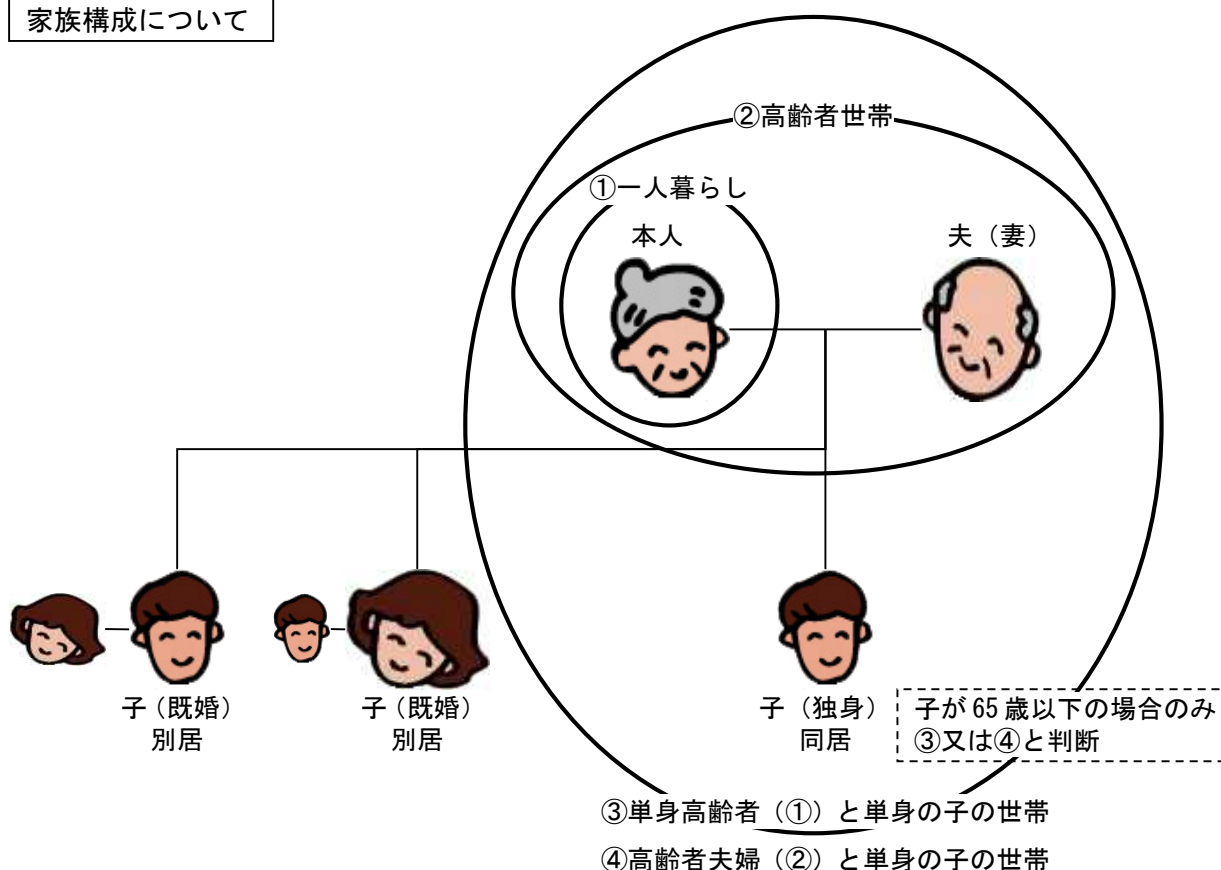 家族構成について
②高齢者世帯
①一人暮らし
本人
夫（妻）
子（既婚）
別居
子（既婚）
別居
子（独身）
同居
子が65歳以下の場合のみ
③又は④と判断
③単身高齢者（①）と単身の子の世帯
④高齢者夫婦（②）と単身の子の世帯